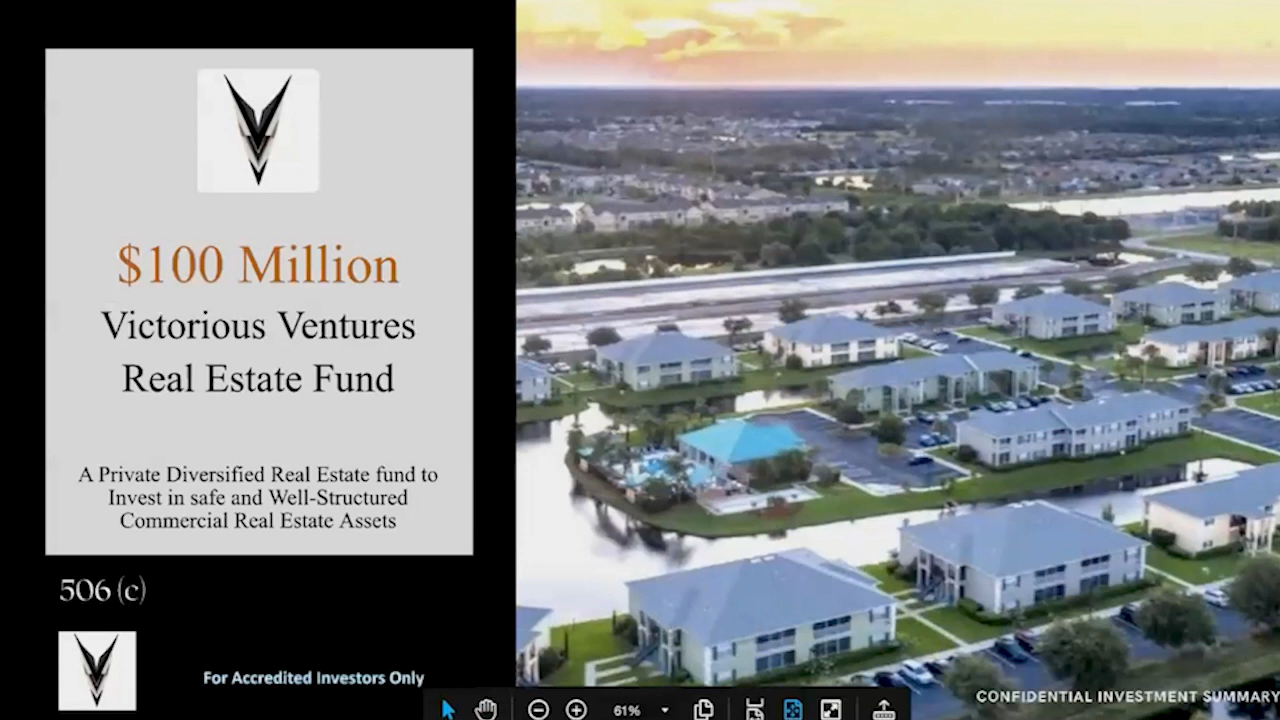 $100 Million
Victorious Ventures
Real Estate Fund
A Private Diversified Real Estate fund to
Invest in safe and Well-Structured
Commercial Real Estate Assets
506 (c)
For Accredited Investors Only
61%
CONFIDENTIAL INVESTMENT SUMMARY